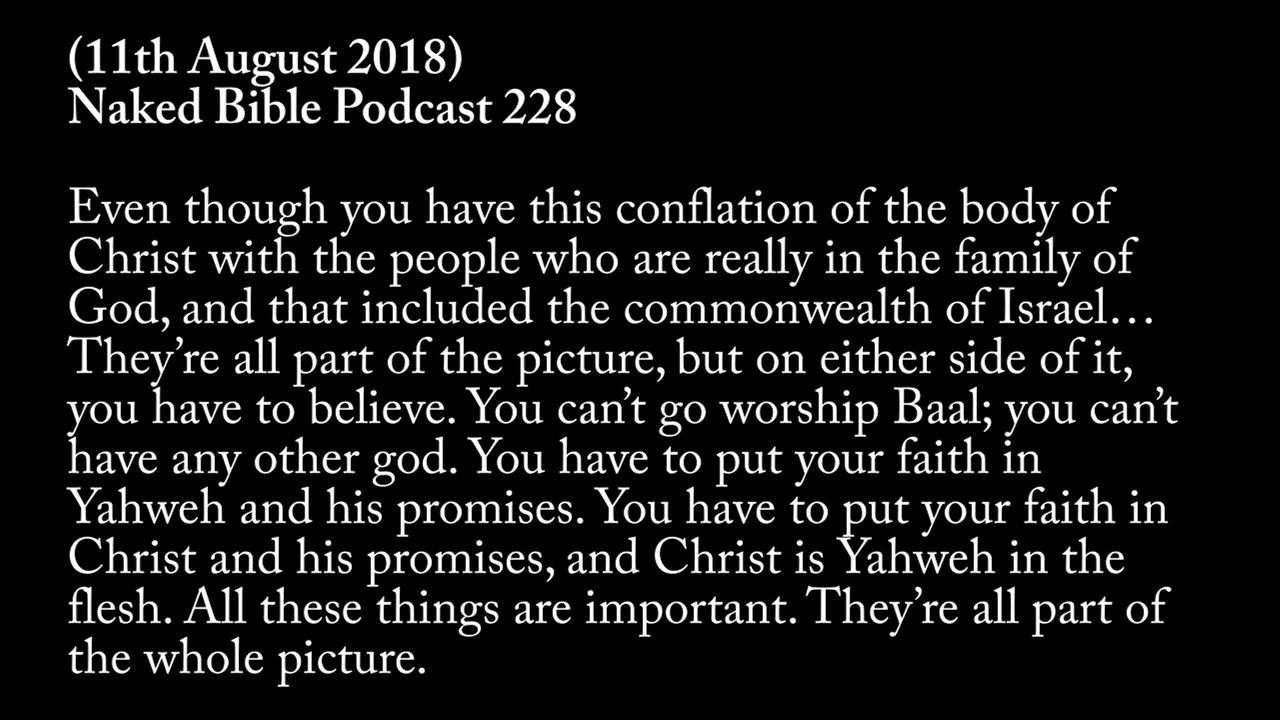 (11th August 2018)
Naked Bible Podcast 228
Even though you have this conflation of the body of
Christ with the people who are really in the family of
God, and that included the commonwealth of Israel…
They’re all part of the picture, but on either side of it,
you have to believe. You can’t go worship Baal; you can’t
have any other god. You have to put your faith in
Yahweh and his promises. You have to put your faith in
Christ and his promises, and Christ is Yahweh in the
flesh. All these things are important. They’re all part of
the whole picture.